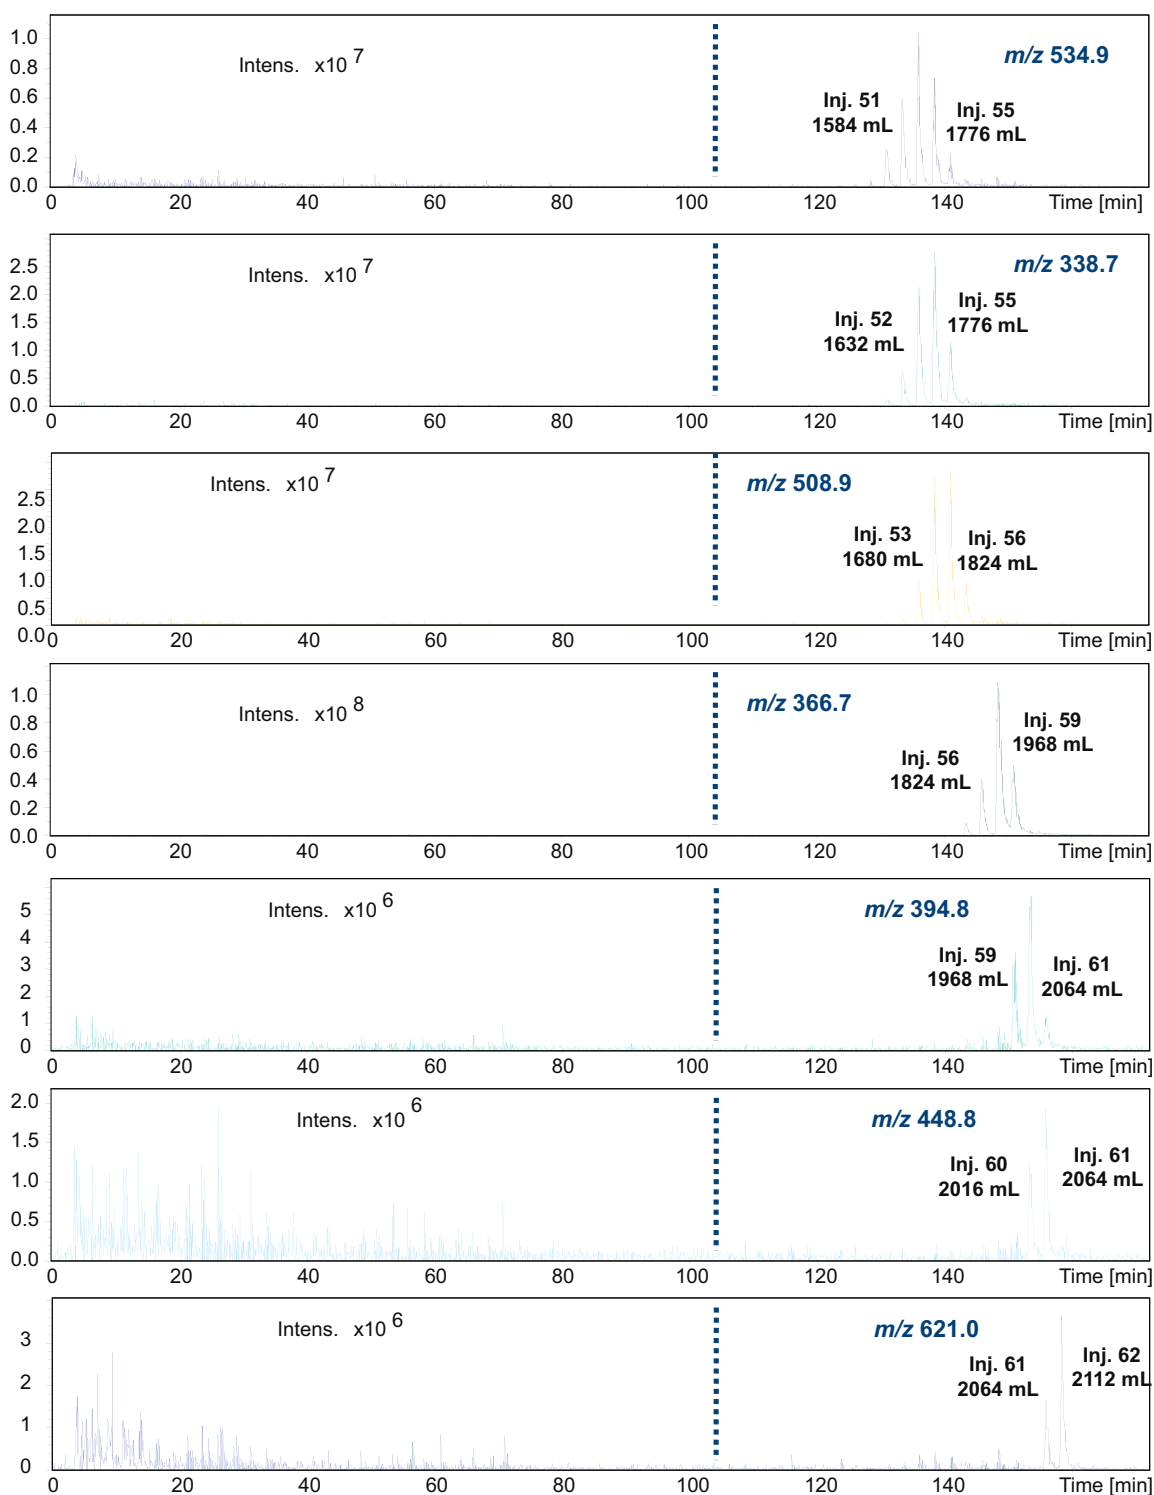 Intens. x10 7
m/z 534.9
1.0
0.8
0.6
0.4
0.2
0.0
Inj. 51
1584 mL
Inj. 55
1776 mL
0 20 40 60 80 100 120 140 Time [min]
Intens. x10 7
m/z 338.7
2.5
2.0
1.5
1.0
0.5
0.0
Inj. 52
1632 mL
Inj. 55
1776 mL
0 20 40 60 80 100 120 140 Time [min]
Intens. x10 7
m/z 508.9
2.5
2.0
1.5
1.0
0.5
0.0
Inj. 53
1680 mL
Inj. 56
1824 mL
0 20 40 60 80 100 120 140 Time [min]
Intens. x10 8
m/z 366.7
1.0
0.8
0.6
0.4
0.2
0.0
Inj. 56
1824 mL
Inj. 59
1968 mL
0 20 40 60 80 100 120 140 Time [min]
Intens. x10 6
m/z 394.8
5
4
3
2
1
0
Inj. 59
1968 mL
Inj. 61
2064 mL
0 20 40 60 80 100 120 140 Time [min]
Intens. x10 6
m/z 448.8
2.0
1.5
1.0
0.5
0.0
Inj. 60
2016 mL
Inj. 61
2064 mL
0 20 40 60 80 100 120 140 Time [min]
Intens. x10 6
m/z 621.0
3
2
1
0
Inj. 61
2064 mL
Inj. 62
2112 mL
0 20 40 60 80 100 120 140 Time [min]